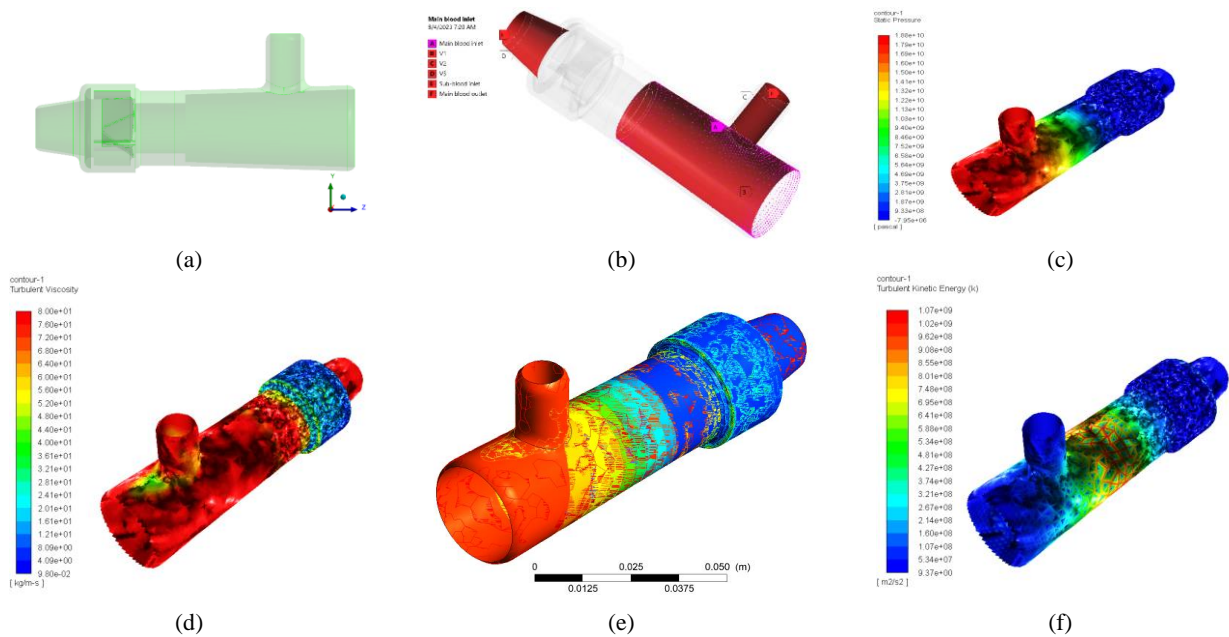 Main blood inlet
8/4/2023 7:28 AM
A Main blood inlet
B V1
C V2
D V3
E Sub-blood inlet
F Main blood outlet
D
C
Y
Z
(a)
(b)
contour-1
Static Pressure
1.88e+10
1.79e+10
1.69e+10
1.60e+10
1.50e+10
1.41e+10
1.32e+10
1.22e+10
1.13e+10
1.03e+10
9.40e+09
8.46e+09
7.52e+09
6.58e+09
5.64e+09
4.69e+09
3.75e+09
2.81e+09
1.87e+09
9.33e+08
-7.95e+06
[ pascal ]
(c)
contour-1
Turbulent Viscosity
8.00e+01
7.60e+01
7.20e+01
6.80e+01
6.40e+01
6.00e+01
5.60e+01
5.20e+01
4.80e+01
4.40e+01
4.00e+01
3.61e+01
3.21e+01
2.81e+01
2.41e+01
2.01e+01
1.61e+01
1.21e+01
8.09e+00
4.09e+00
9.80e-02
[ kg/m-s ]
(d)
0
0.025
0.050
(m)
0.0125
0.0375
(e)
contour-1
Turbulent Kinetic Energy (k)
1.07e+09
1.02e+09
9.62e+08
9.08e+08
8.55e+08
8.01e+08
7.48e+08
6.95e+08
6.41e+08
5.88e+08
5.34e+08
4.81e+08
4.27e+08
3.74e+08
3.21e+08
2.67e+08
2.14e+08
1.60e+08
1.07e+08
5.34e+07
9.37e+00
[ m2/s2 ]
(f)